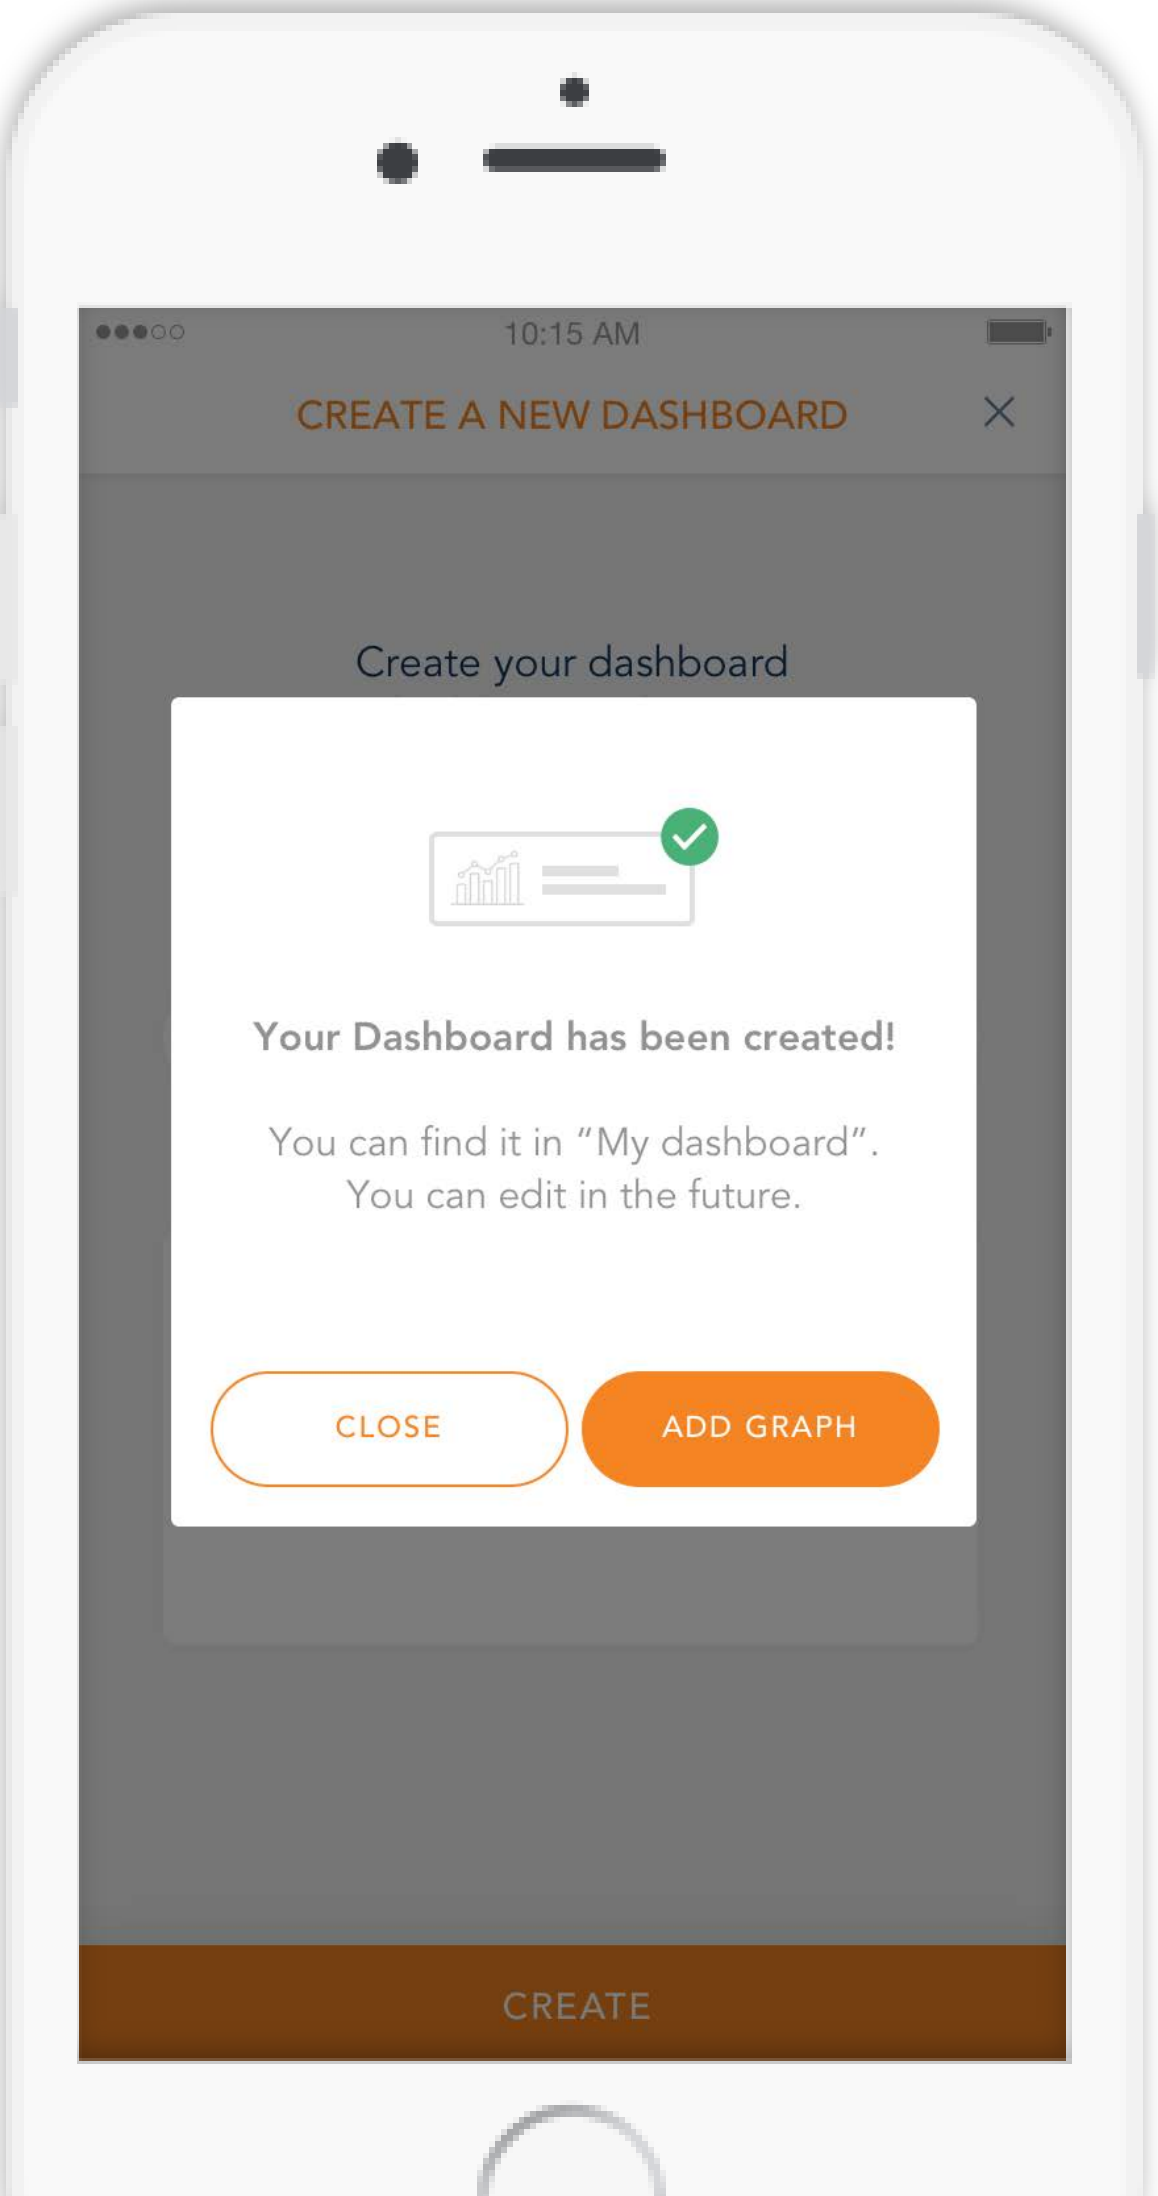 10:15 AM
CREATE A NEW DASHBOARD
Create your dashboard
Your Dashboard has been created!
You can find it in “My dashboard”.
You can edit in the future.
CLOSE
ADD GRAPH
CREATE